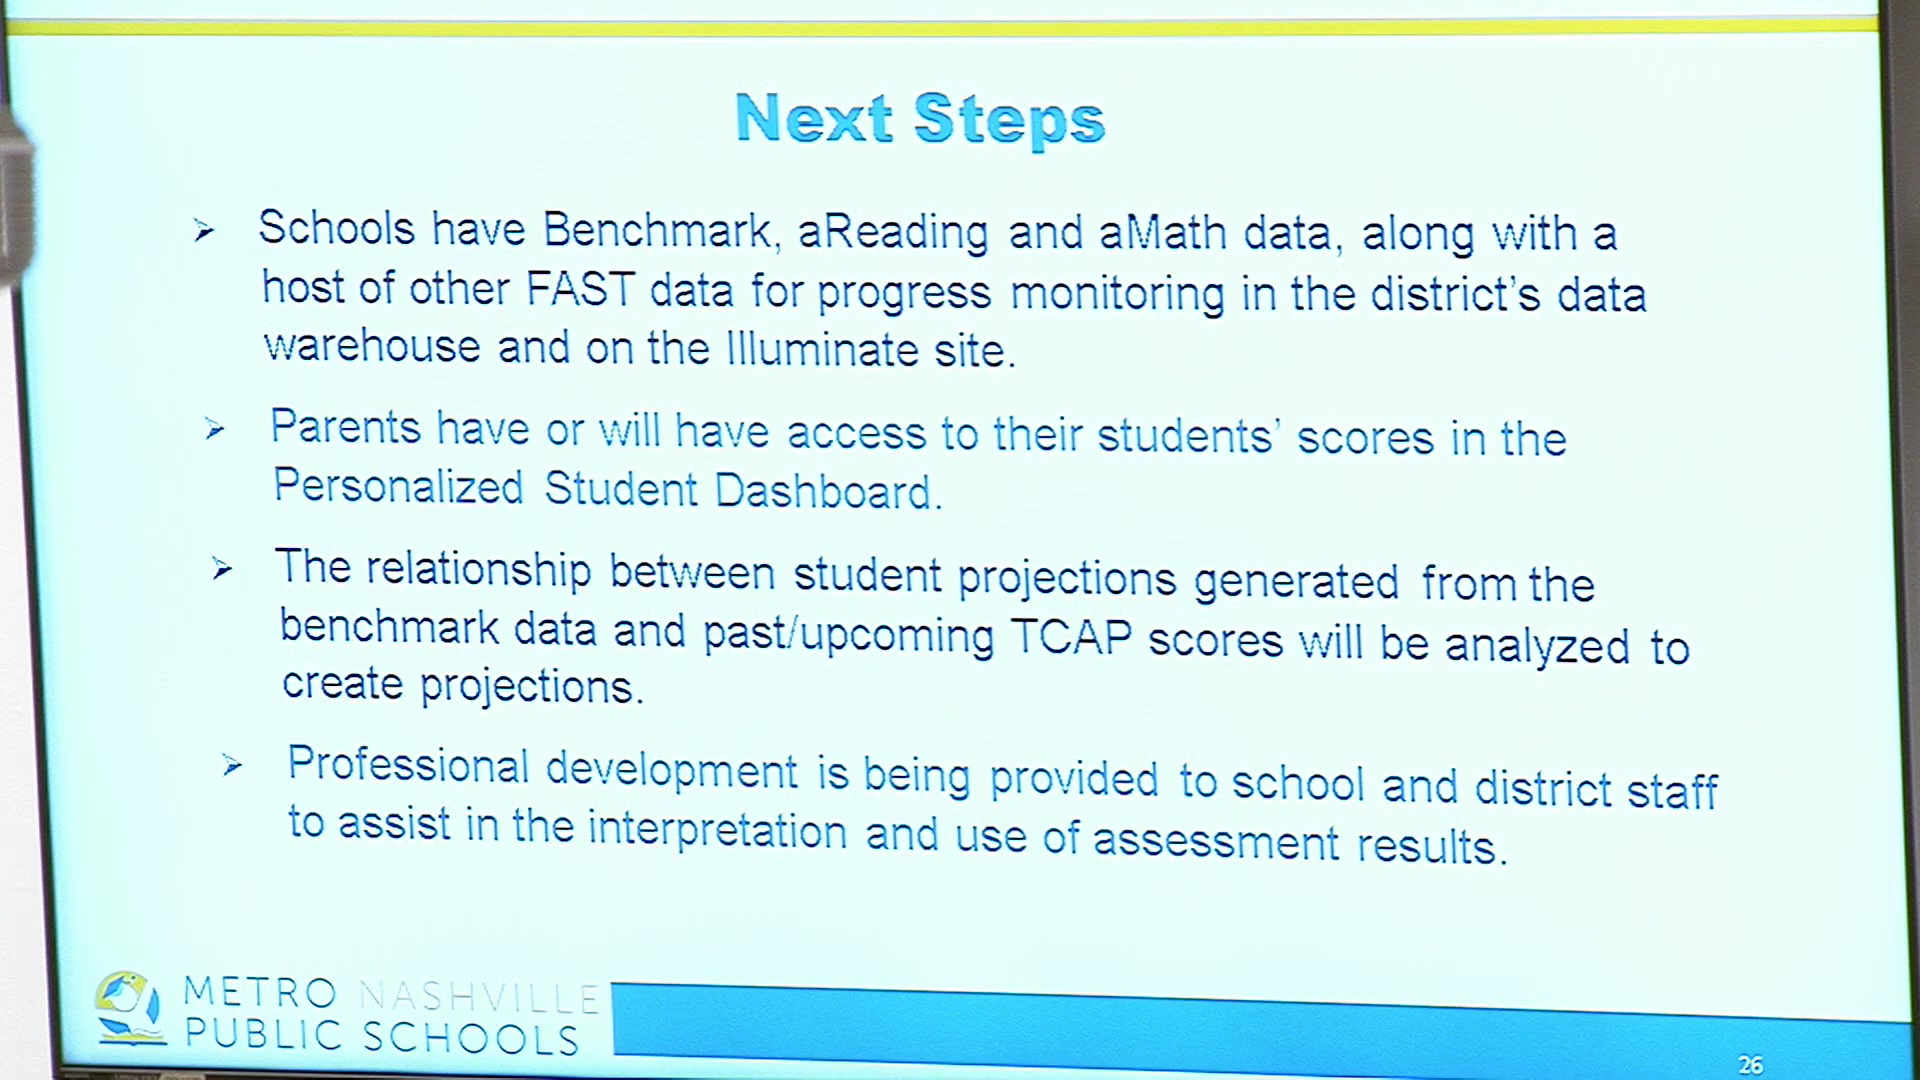 Next Steps
➢ Schools have Benchmark, aReading and aMath data, along with a
host of other FAST data for progress monitoring in the district's data
warehouse and on the Illuminate site.
➢ Parents have or will have access to their students' scores in the
Personalized Student Dashboard.
➢ The relationship between student projections generated from the
benchmark data and past/upcoming TCAP scores will be analyzed to
create projections.
➢ Professional development is being provided to school and district staff
to assist in the interpretation and use of assessment results.
METRO NASHVILLE
PUBLIC SCHOOLS
26